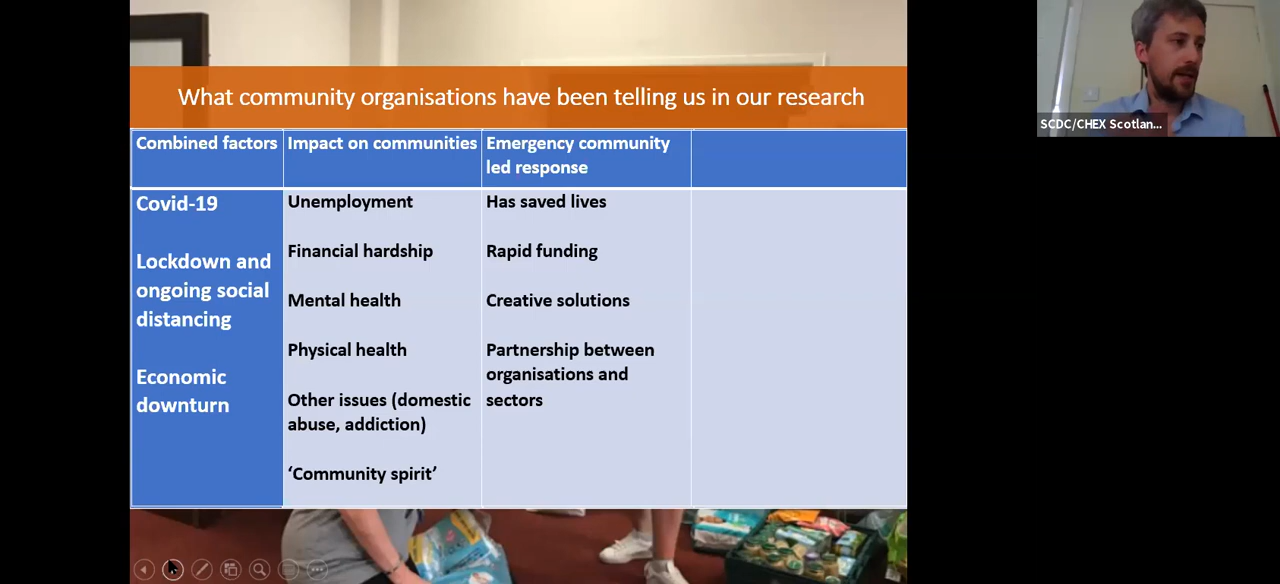 What community organisations have been telling us in our research
Combined factors
Impact on communities
Emergency community
led response
Covid-19
Lockdown and
ongoing social
distancing
Economic
downturn
Unemployment
Financial hardship
Mental health
Physical health
Other issues (domestic
abuse, addiction)
‘Community spirit’
Has saved lives
Rapid funding
Creative solutions
Partnership between
organisations and
sectors
SCDC/CHEX Scotlan...